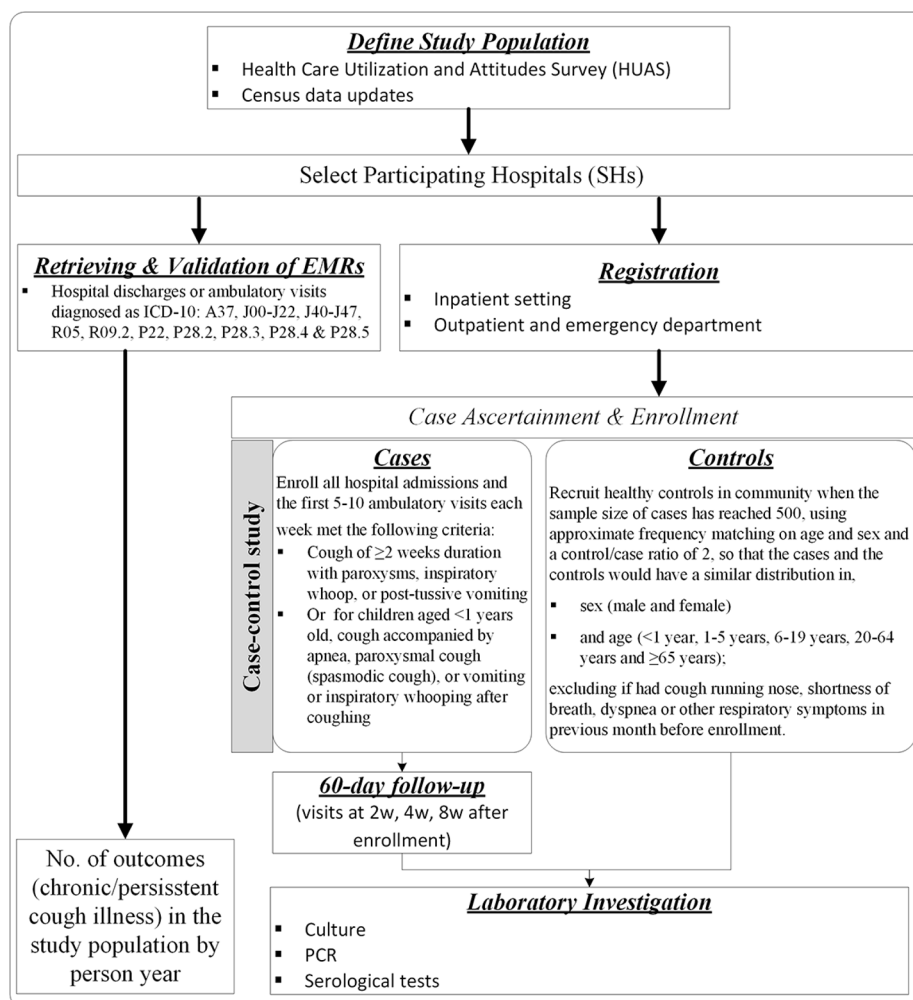 Define Study Population
▪ Health Care Utilization and Attitudes Survey (HUAS)
▪ Census data updates
Select Participating Hospitals (SHs)
Retrieving & Validation of EMRs
▪ Hospital discharges or ambulatory visits
diagnosed as ICD-10: A37, J00-J22, J40-J47,
R05, R09.2, P22, P28.2, P28.3, P28.4 & P28.5
Registration
▪ Inpatient setting
▪ Outpatient and emergency department
Case Ascertainment & Enrollment
Case-control study
Cases
Enroll all hospital admissions and
the first 5-10 ambulatory visits each
week met the following criteria:
▪ Cough of ≥2 weeks duration
with paroxysms, inspiratory
whoop, or post-tussive vomiting
▪ Or for children aged <1 years
old, cough accompanied by
apnea, paroxysmal cough
(spasmodic cough), or vomiting
or inspiratory whooping after
coughing
Controls
Recruit healthy controls in community when the
sample size of cases has reached 500, using
approximate frequency matching on age and sex and
a control/case ratio of 2, so that the cases and the
controls would have a similar distribution in,
▪ sex (male and female)
▪ and age (<1 year, 1-5 years, 6-19 years, 20-64
years and ≥65 years);
excluding if had cough running nose, shortness of
breath, dyspnea or other respiratory symptoms in
previous month before enrollment.
60-day follow-up
(visits at 2w, 4w, 8w after
enrollment)
No. of outcomes
(chronic/persisstent
cough illness) in the
study population by
person year
Laboratory Investigation
▪ Culture
▪ PCR
▪ Serological tests